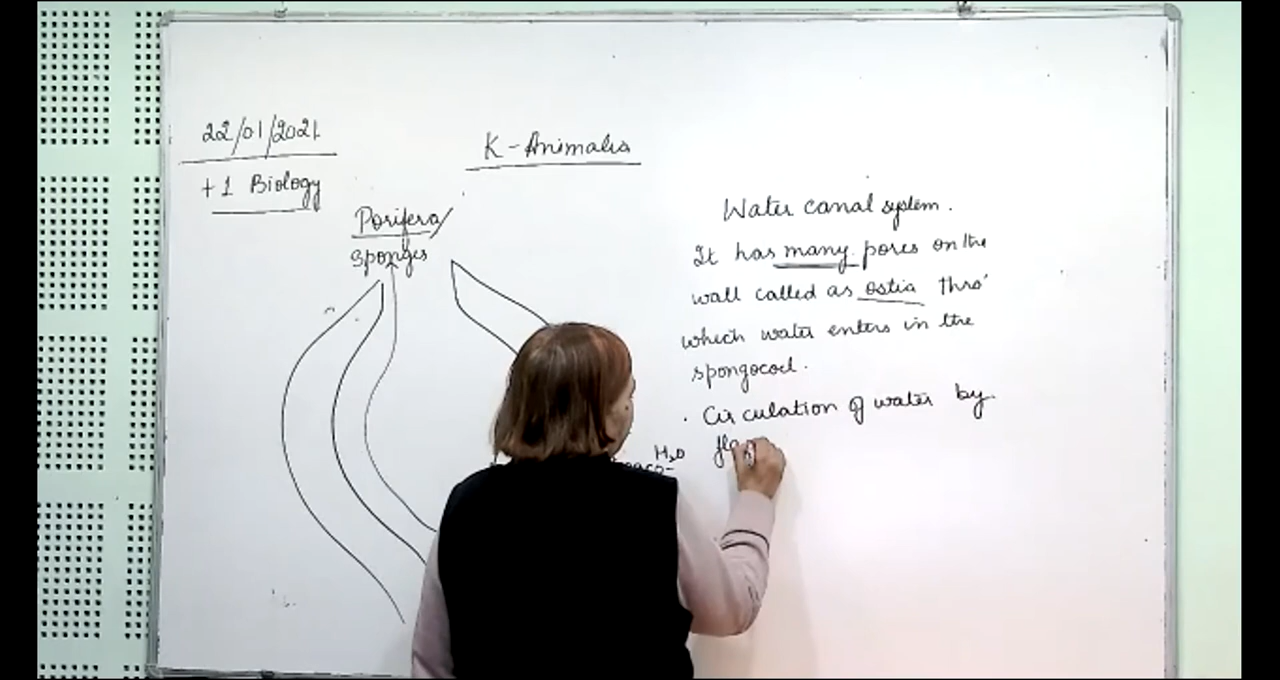 22/01/2021
+1 Biology
K-Animalia
Porifera/
sponges
Water canal system.
It has many pores on the
wall called as ostia thro'
which water enters in the
spongocoel.
· Circulation of water by
H₂O